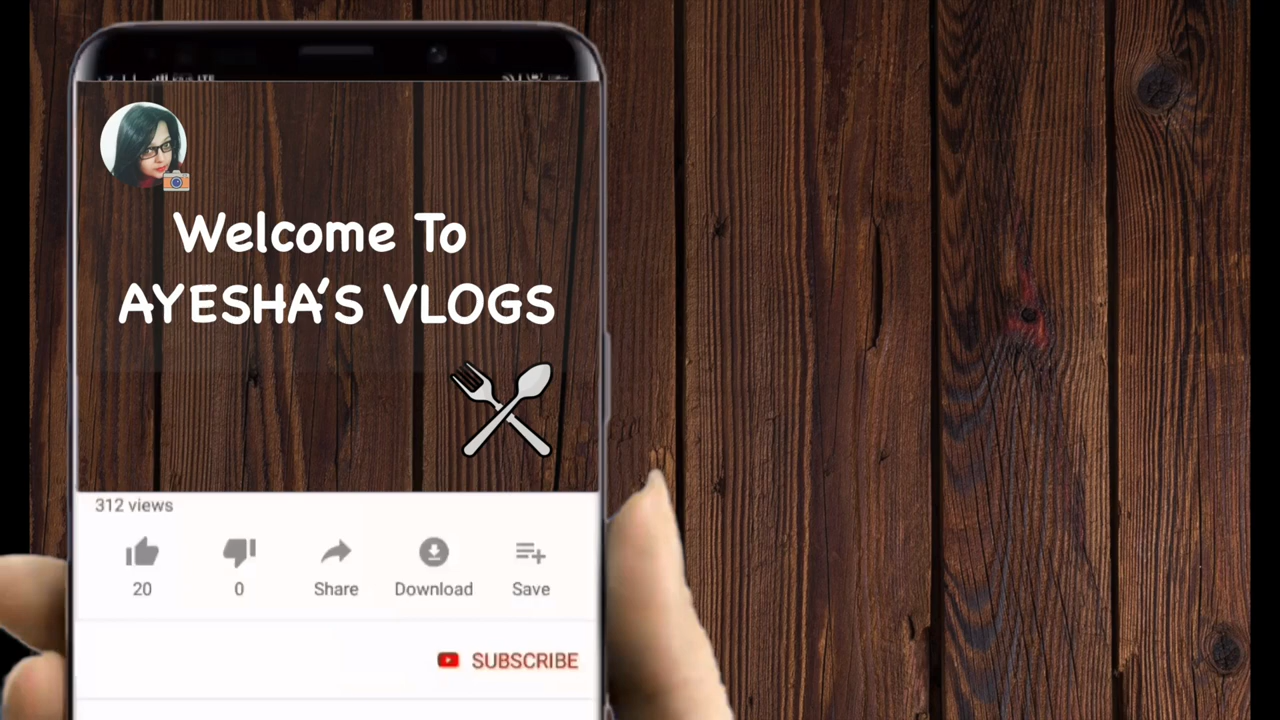 Welcome To
AYESHA'S VLOGS
312 views
20
0
Share
Download
Save
SUBSCRIBE